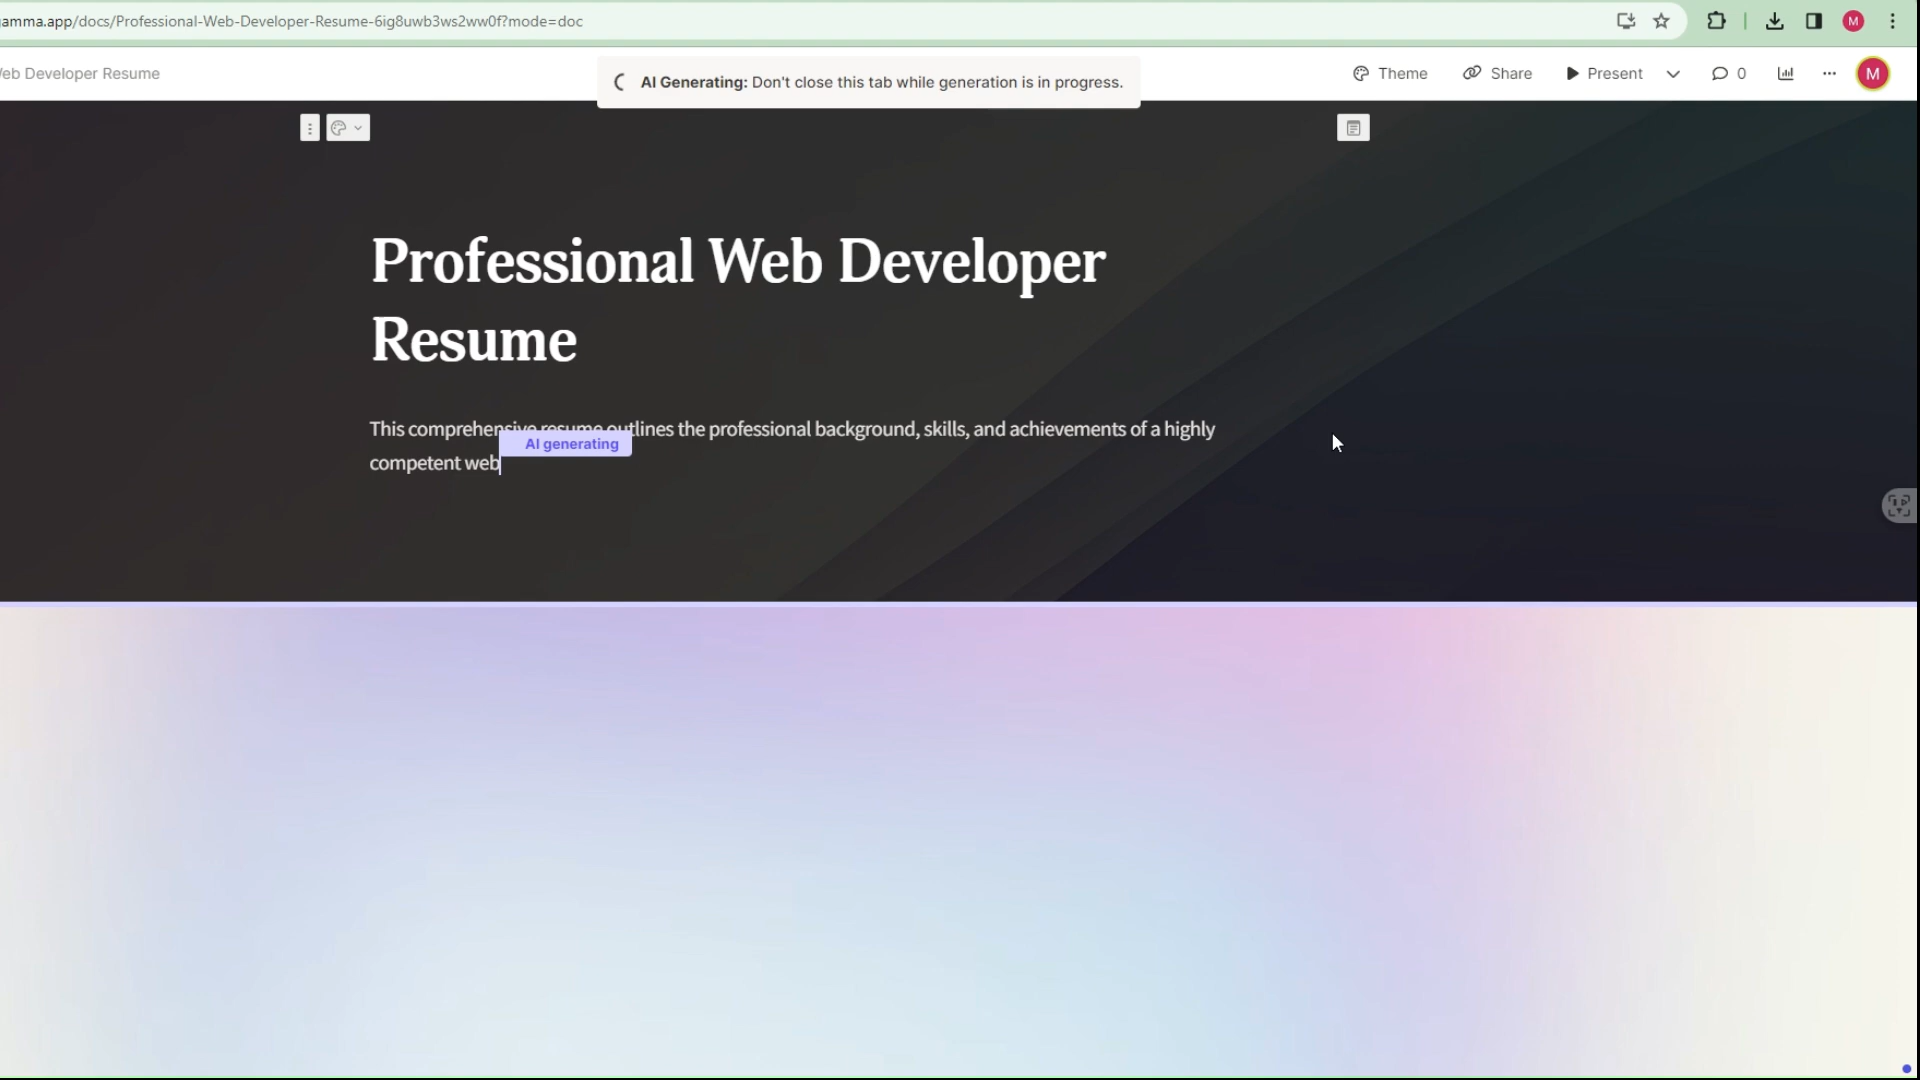 gamma.app/docs/Professional-Web-Developer-Resume-6ig8uwb3ws2ww0f?mode=doc
M
Web Developer Resume
AI Generating: Don't close this tab while generation is in progress.
Theme
Share
Present
0
M
Professional Web Developer
Resume
This comprehensive resume outlines the professional background, skills, and achievements of a highly
AI generating
competent web